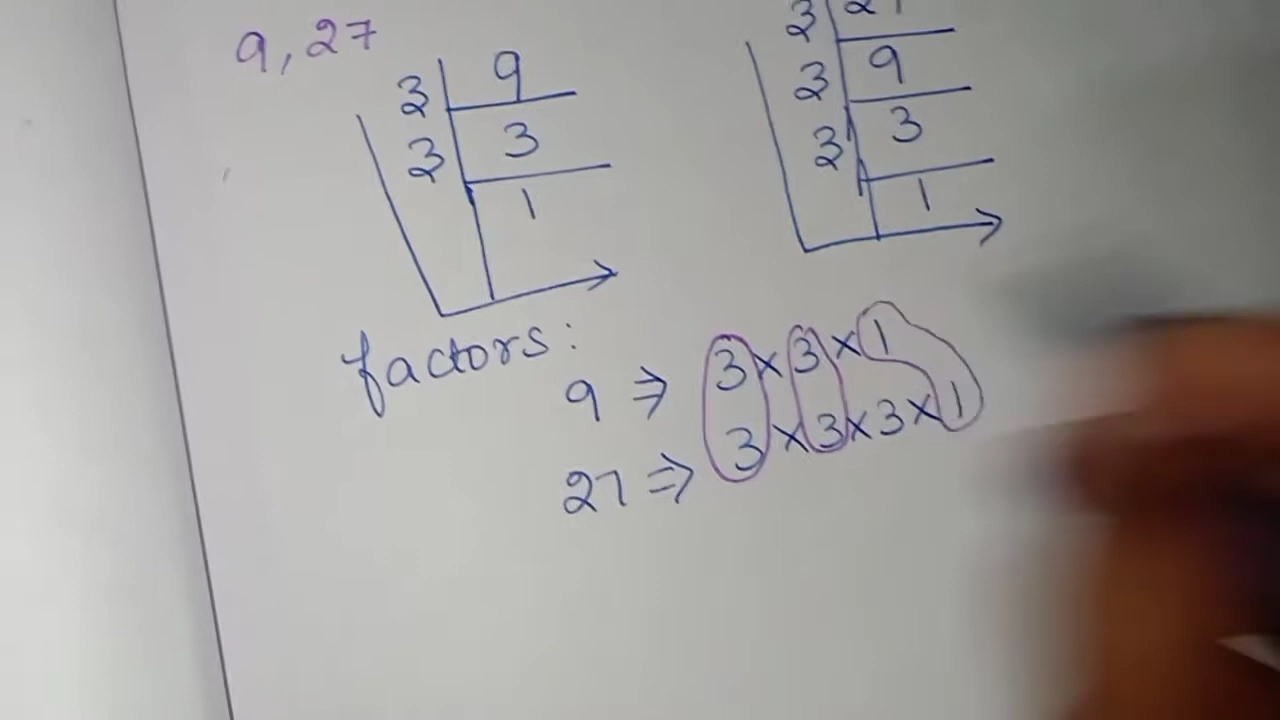 9, 27
3 9
3 3
1
3 27
3 9
3 3
1
factors:
9 ⇒ 3 × 3 × 1
27 ⇒ 3 × 3 × 3 × 1